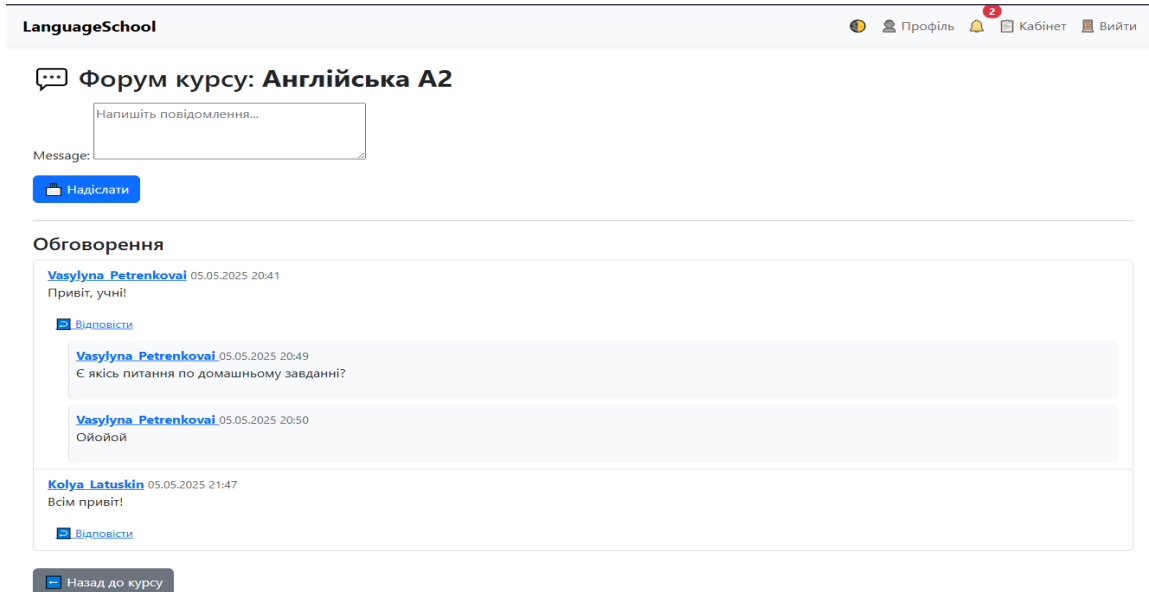 LanguageSchool
Профіль
2
Кабінет
Вийти
Форум курсу: Англійська A2
Напишіть повідомлення...
Message:
Надіслати
Обговорення
Vasylyna_Petrenkovai 05.05.2025 20:41
Привіт, учні!
Відповісти
Vasylyna_Petrenkovai 05.05.2025 20:49
Є якісь питання по домашньому завданні?
Vasylyna_Petrenkovai 05.05.2025 20:50
Ойойой
Kolya_Latuskin 05.05.2025 21:47
Всім привіт!
Відповісти
Назад до курсу